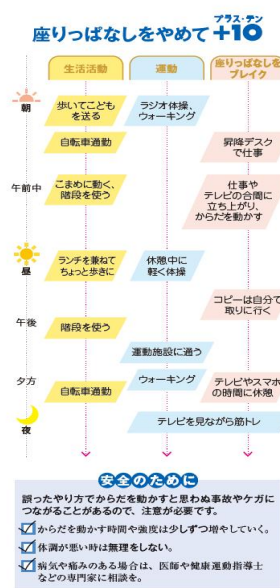 座りっぱなしをやめて+10
プラス・テン
生活活動
運動
座りっぱなしを
ブレイク
朝
歩いてこども
を送る
ラジオ体操、
ウォーキング
自転車通勤
昇降デスク
で仕事
午前中
こまめに動く、
階段を使う
仕事や
テレビの合間に
立ち上がり、
からだを動かす
昼
ランチを兼ねて
ちょっと歩きに
休憩中に
軽く体操
コピーは自分で
取りに行く
午後
階段を使う
運動施設に通う
夕方
自転車通勤
ウォーキング
テレビやスマホ
の時間に休憩
夜
テレビを見ながら筋トレ
安全のために
誤ったやり方でからだを動かすと思わぬ事故やケガに
つながることがあるので、注意が必要です。
からだを動かす時間や強度は少しずつ増やしていく。
体調が悪い時は無理をしない。
病気や痛みのある場合は、医師や健康運動指導士
などの専門家に相談を。